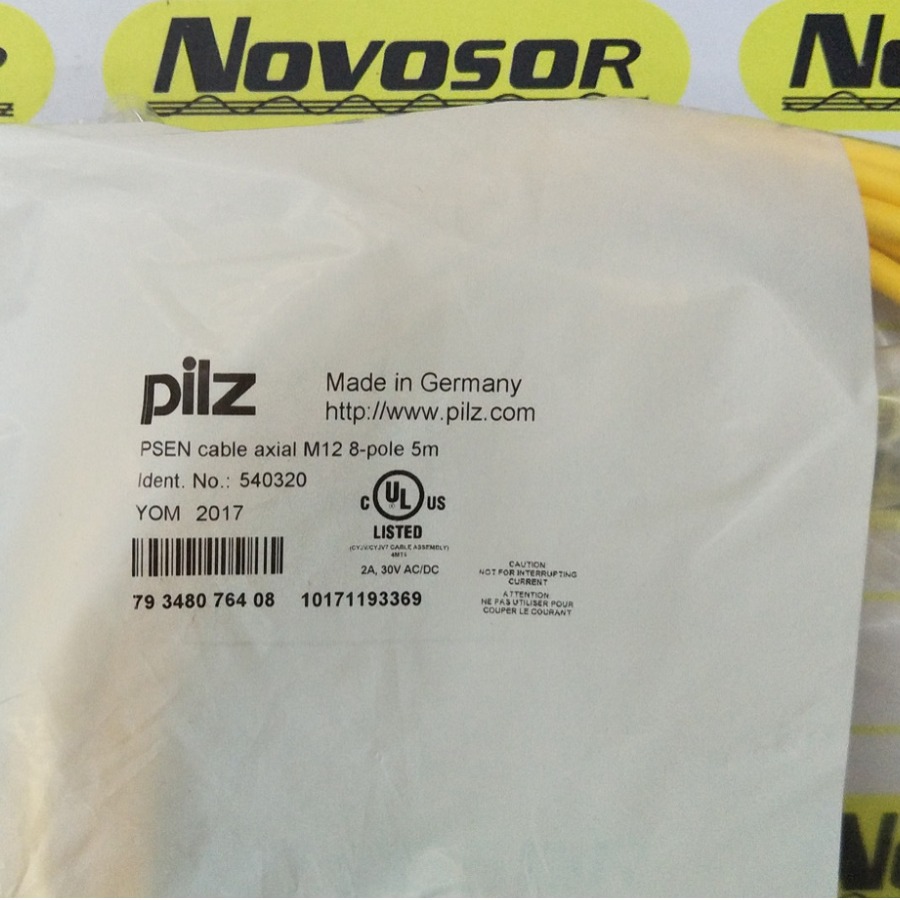 NOVOSOR
pilz
Made in Germany
http://www.pilz.com
PSEN cable axial M12 8-pole 5m
Ident. No.: 540320
YOM 2017
C UL US
LISTED
2A, 30V AC/DC
CAUTION
NOT FOR INTERRUPTING
CURRENT
ATTENTION
NE PAS UTILISER POUR
COUPER LE COURANT
79 3480 764 08 10171193369